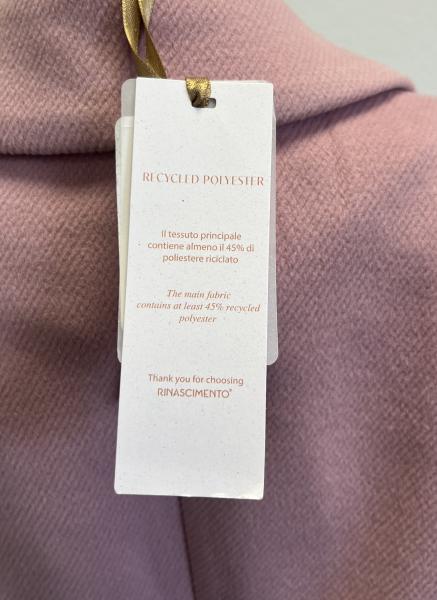 RECYCLED POLYESTER
Il tessuto principale
contiene almeno il 45% di
poliestere riciclato
The main fabric
contains at least 45% recycled
polyester
Thank you for choosing
RINASCIMENTO®